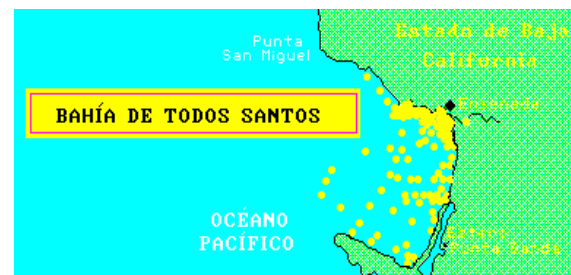 Punta
San Miguel
Estado de Baja
California
Ensenada
BAHÍA DE TODOS SANTOS
OCÉANO
PACÍFICO
Punta Banda